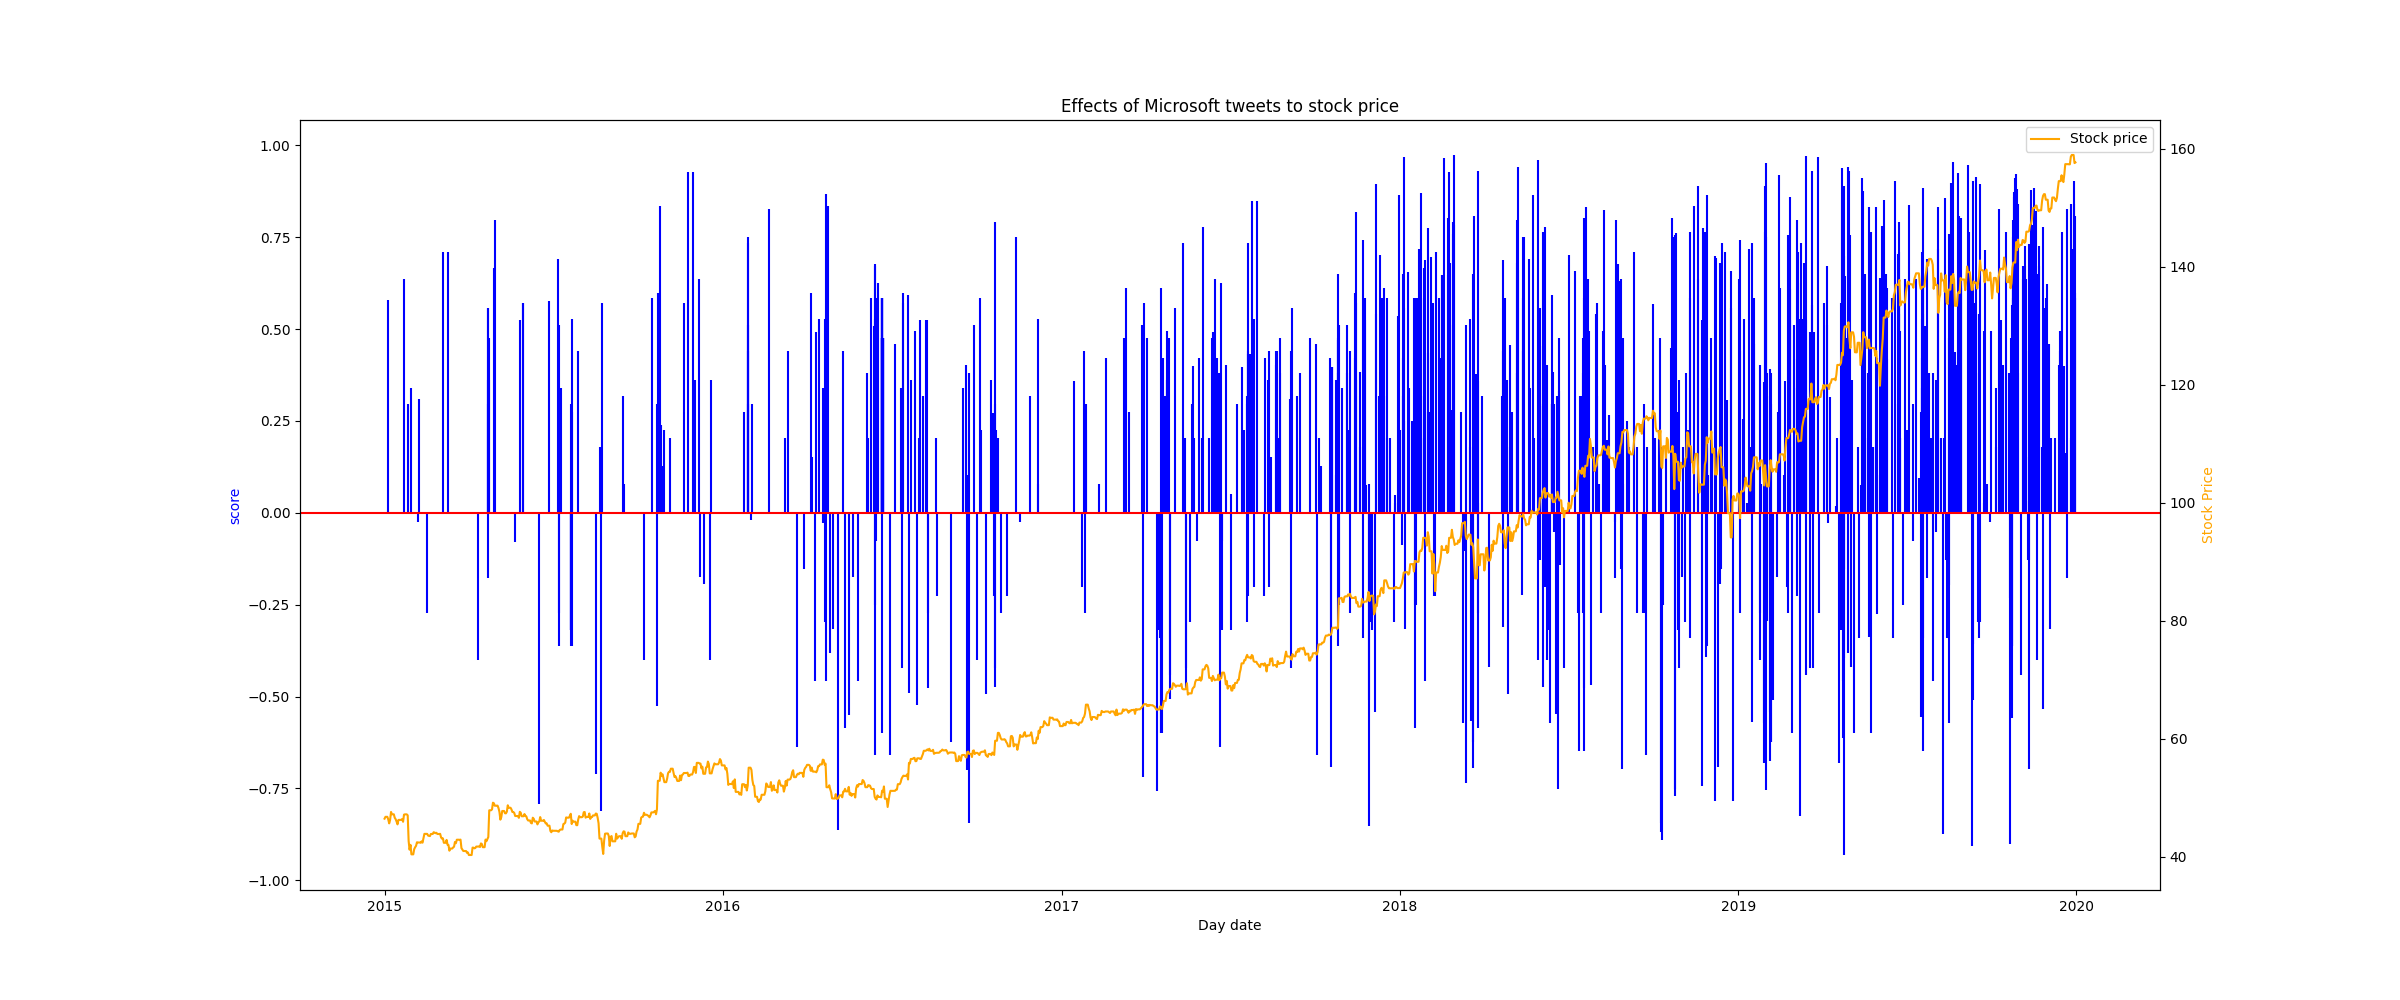 Effects of Microsoft tweets to stock price
Stock price
1.00
0.75
0.50
0.25
0.00
−0.25
−0.50
−0.75
−1.00
score
160
140
120
100
80
60
40
Stock Price
2015 2016 2017 2018 2019 2020
Day date